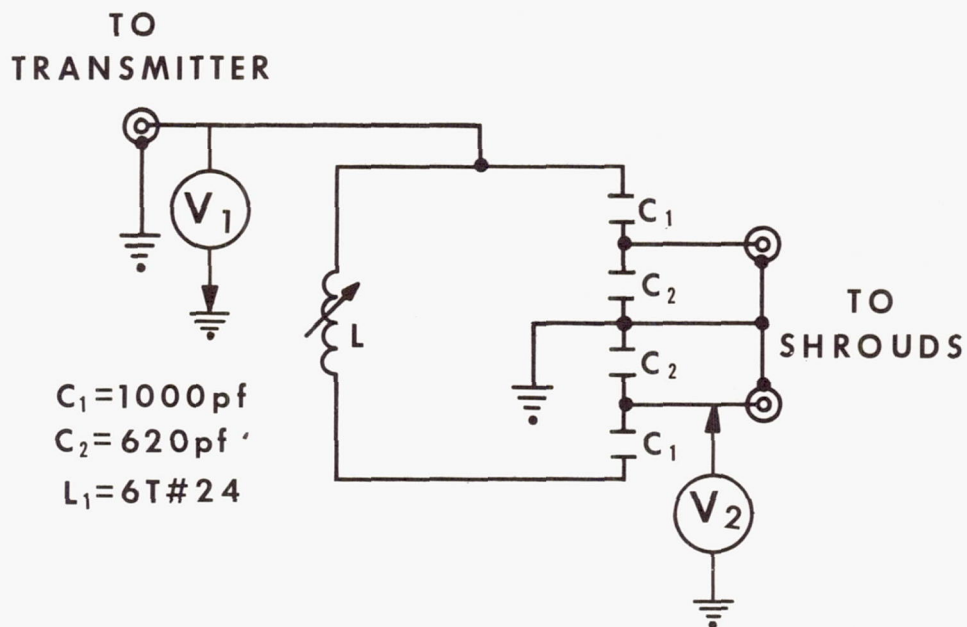 TO
TRANSMITTER
V₁
C₁
C₂
L
C₂
C₁
TO
SHROUDS
V₂
C₁=1000pf
C₂=620pf
L₁=6T#24